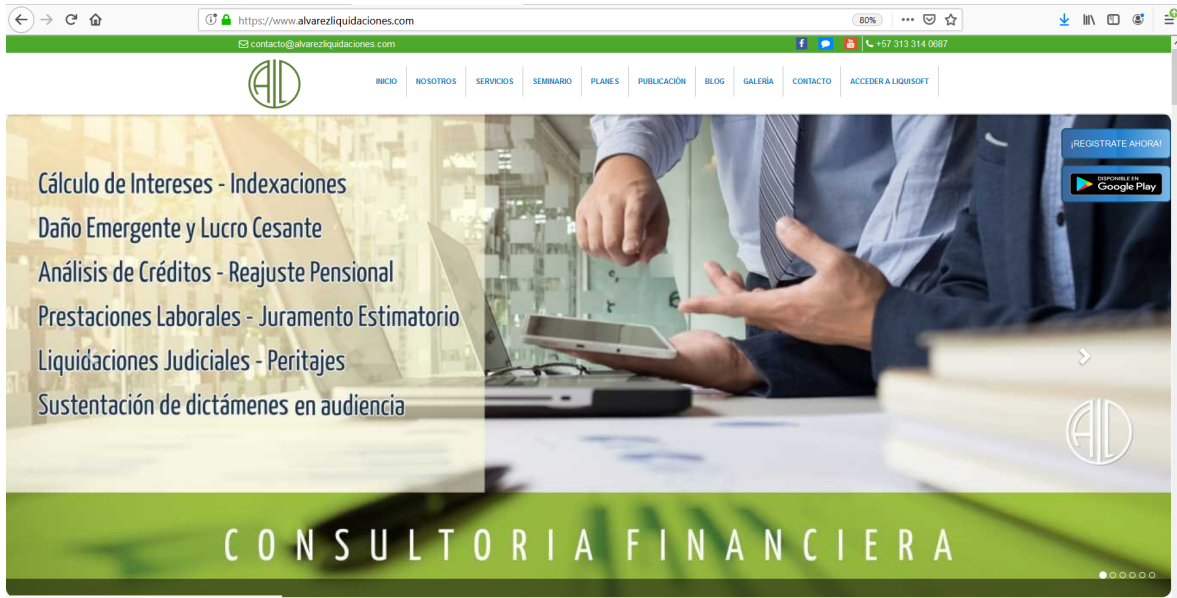 https://www.alvarezliquidaciones.com
80%
contacto@alvarezliquidaciones.com
+57 313 314 0687
ALD
INICIO
NOSOTROS
SERVICIOS
SEMINARIO
PLANES
PUBLICACIÓN
BLOG
GALERÍA
CONTACTO
ACCEDER A LIQUISOFT
¡REGISTRATE AHORA!
DISPONIBLE EN
Google Play
Cálculo de Intereses - Indexaciones
Daño Emergente y Lucro Cesante
Análisis de Créditos - Reajuste Pensional
Prestaciones Laborales - Juramento Estimatorio
Liquidaciones Judiciales - Peritajes
Sustentación de dictámenes en audiencia
ALD
CONSULTORIA FINANCIERA